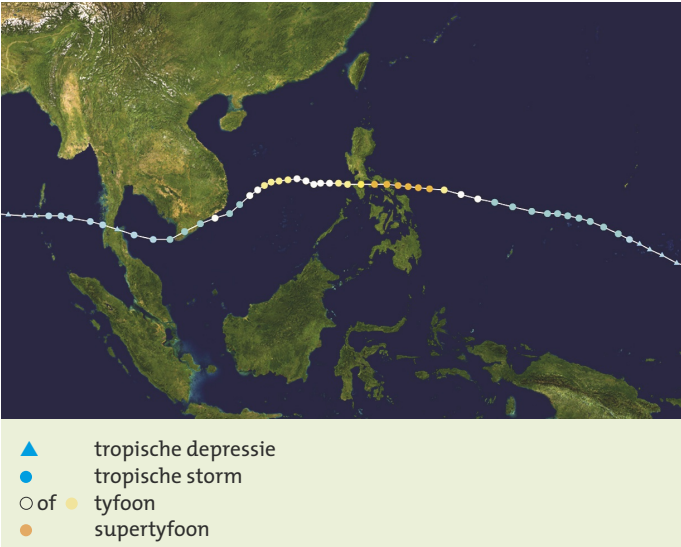 tropische depressie
tropische storm
of tyfoon
supertyfoon